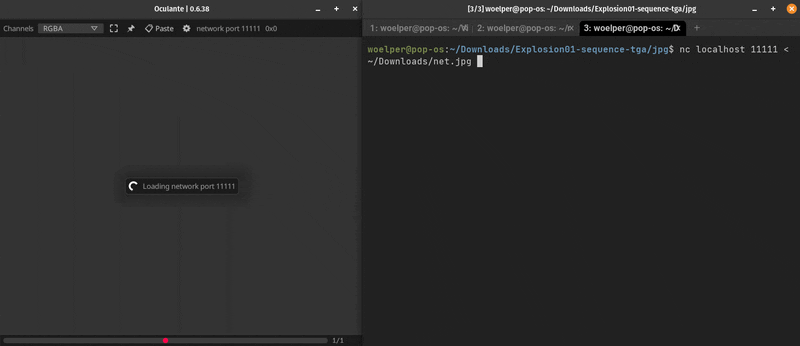 Oculante | 0.6.38
Channels RGBA Paste network port 11111 0x0
Loading network port 11111
1/1
[3/3] woelper@pop-os: ~/Downloads/Explosion01-sequence-tga/jpg
1: woelper@pop-os: ~/ 2: woelper@pop-os: ~/ 3: woelper@pop-os: ~/
woelper@pop-os:~/Downloads/Explosion01-sequence-tga/jpg$ nc localhost 11111 <
~/Downloads/net.jpg